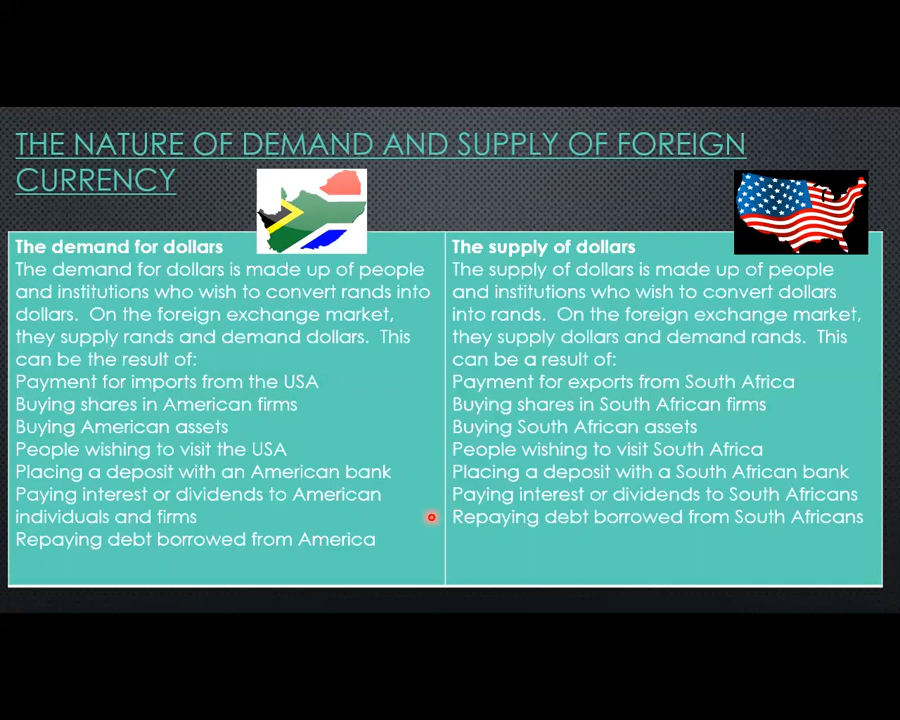 THE NATURE OF DEMAND AND SUPPLY OF FOREIGN
CURRENCY
The demand for dollars
The demand for dollars is made up of people
and institutions who wish to convert rands into
dollars.  On the foreign exchange market,
they supply rands and demand dollars.  This
can be the result of:
Payment for imports from the USA
Buying shares in American firms
Buying American assets
People wishing to visit the USA
Placing a deposit with an American bank
Paying interest or dividends to American
individuals and firms
Repaying debt borrowed from America
The supply of dollars
The supply of dollars is made up of people
and institutions who wish to convert dollars
into rands.  On the foreign exchange market,
they supply dollars and demand rands.  This
can be a result of:
Payment for exports from South Africa
Buying shares in South African firms
Buying South African assets
People wishing to visit South Africa
Placing a deposit with a South African bank
Paying interest or dividends to South Africans
Repaying debt borrowed from South Africans